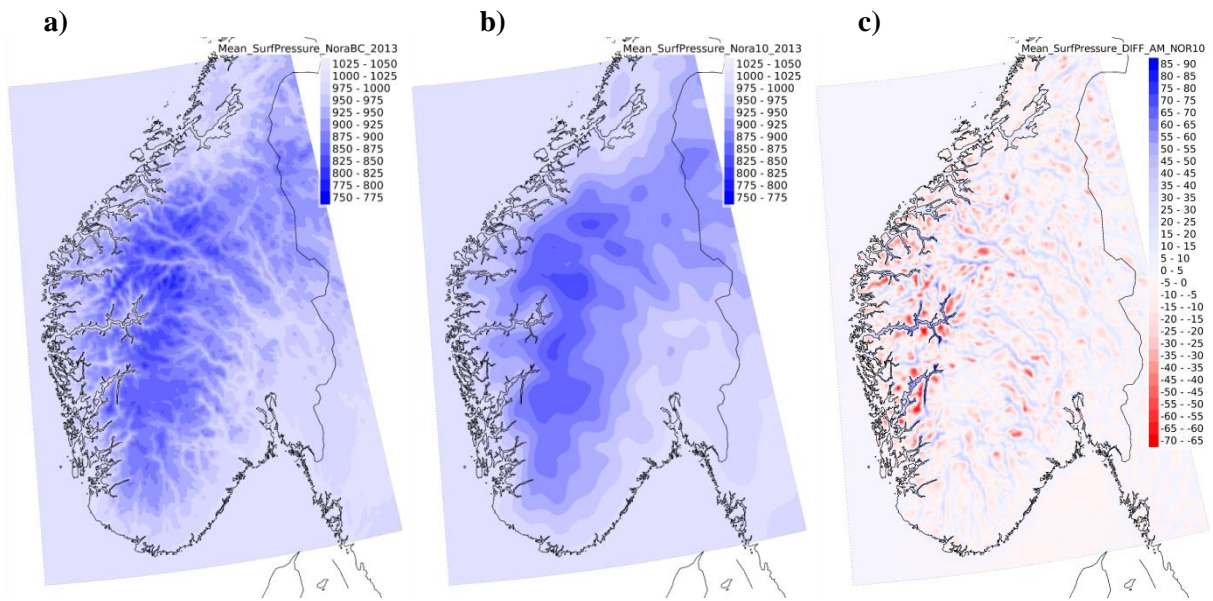 a)
Mean_SurfPressure_NoraBC_2013
1025 - 1050
1000 - 1025
975 - 1000
950 - 975
925 - 950
900 - 925
875 - 900
850 - 875
825 - 850
800 - 825
775 - 800
750 - 775
b)
Mean_SurfPressure_Nora10_2013
1025 - 1050
1000 - 1025
975 - 1000
950 - 975
925 - 950
900 - 925
875 - 900
850 - 875
825 - 850
800 - 825
775 - 800
750 - 775
c)
Mean_SurfPressure_DIFF_AM_NOR10
85 - 90
80 - 85
75 - 80
70 - 75
65 - 70
60 - 65
55 - 60
50 - 55
45 - 50
40 - 45
35 - 40
30 - 35
25 - 30
20 - 25
15 - 20
10 - 15
5 - 10
0 - 5
-5 - 0
-10 - -5
-15 - -10
-20 - -15
-25 - -20
-30 - -25
-35 - -30
-40 - -35
-45 - -40
-50 - -45
-55 - -50
-60 - -55
-65 - -60
-70 - -65